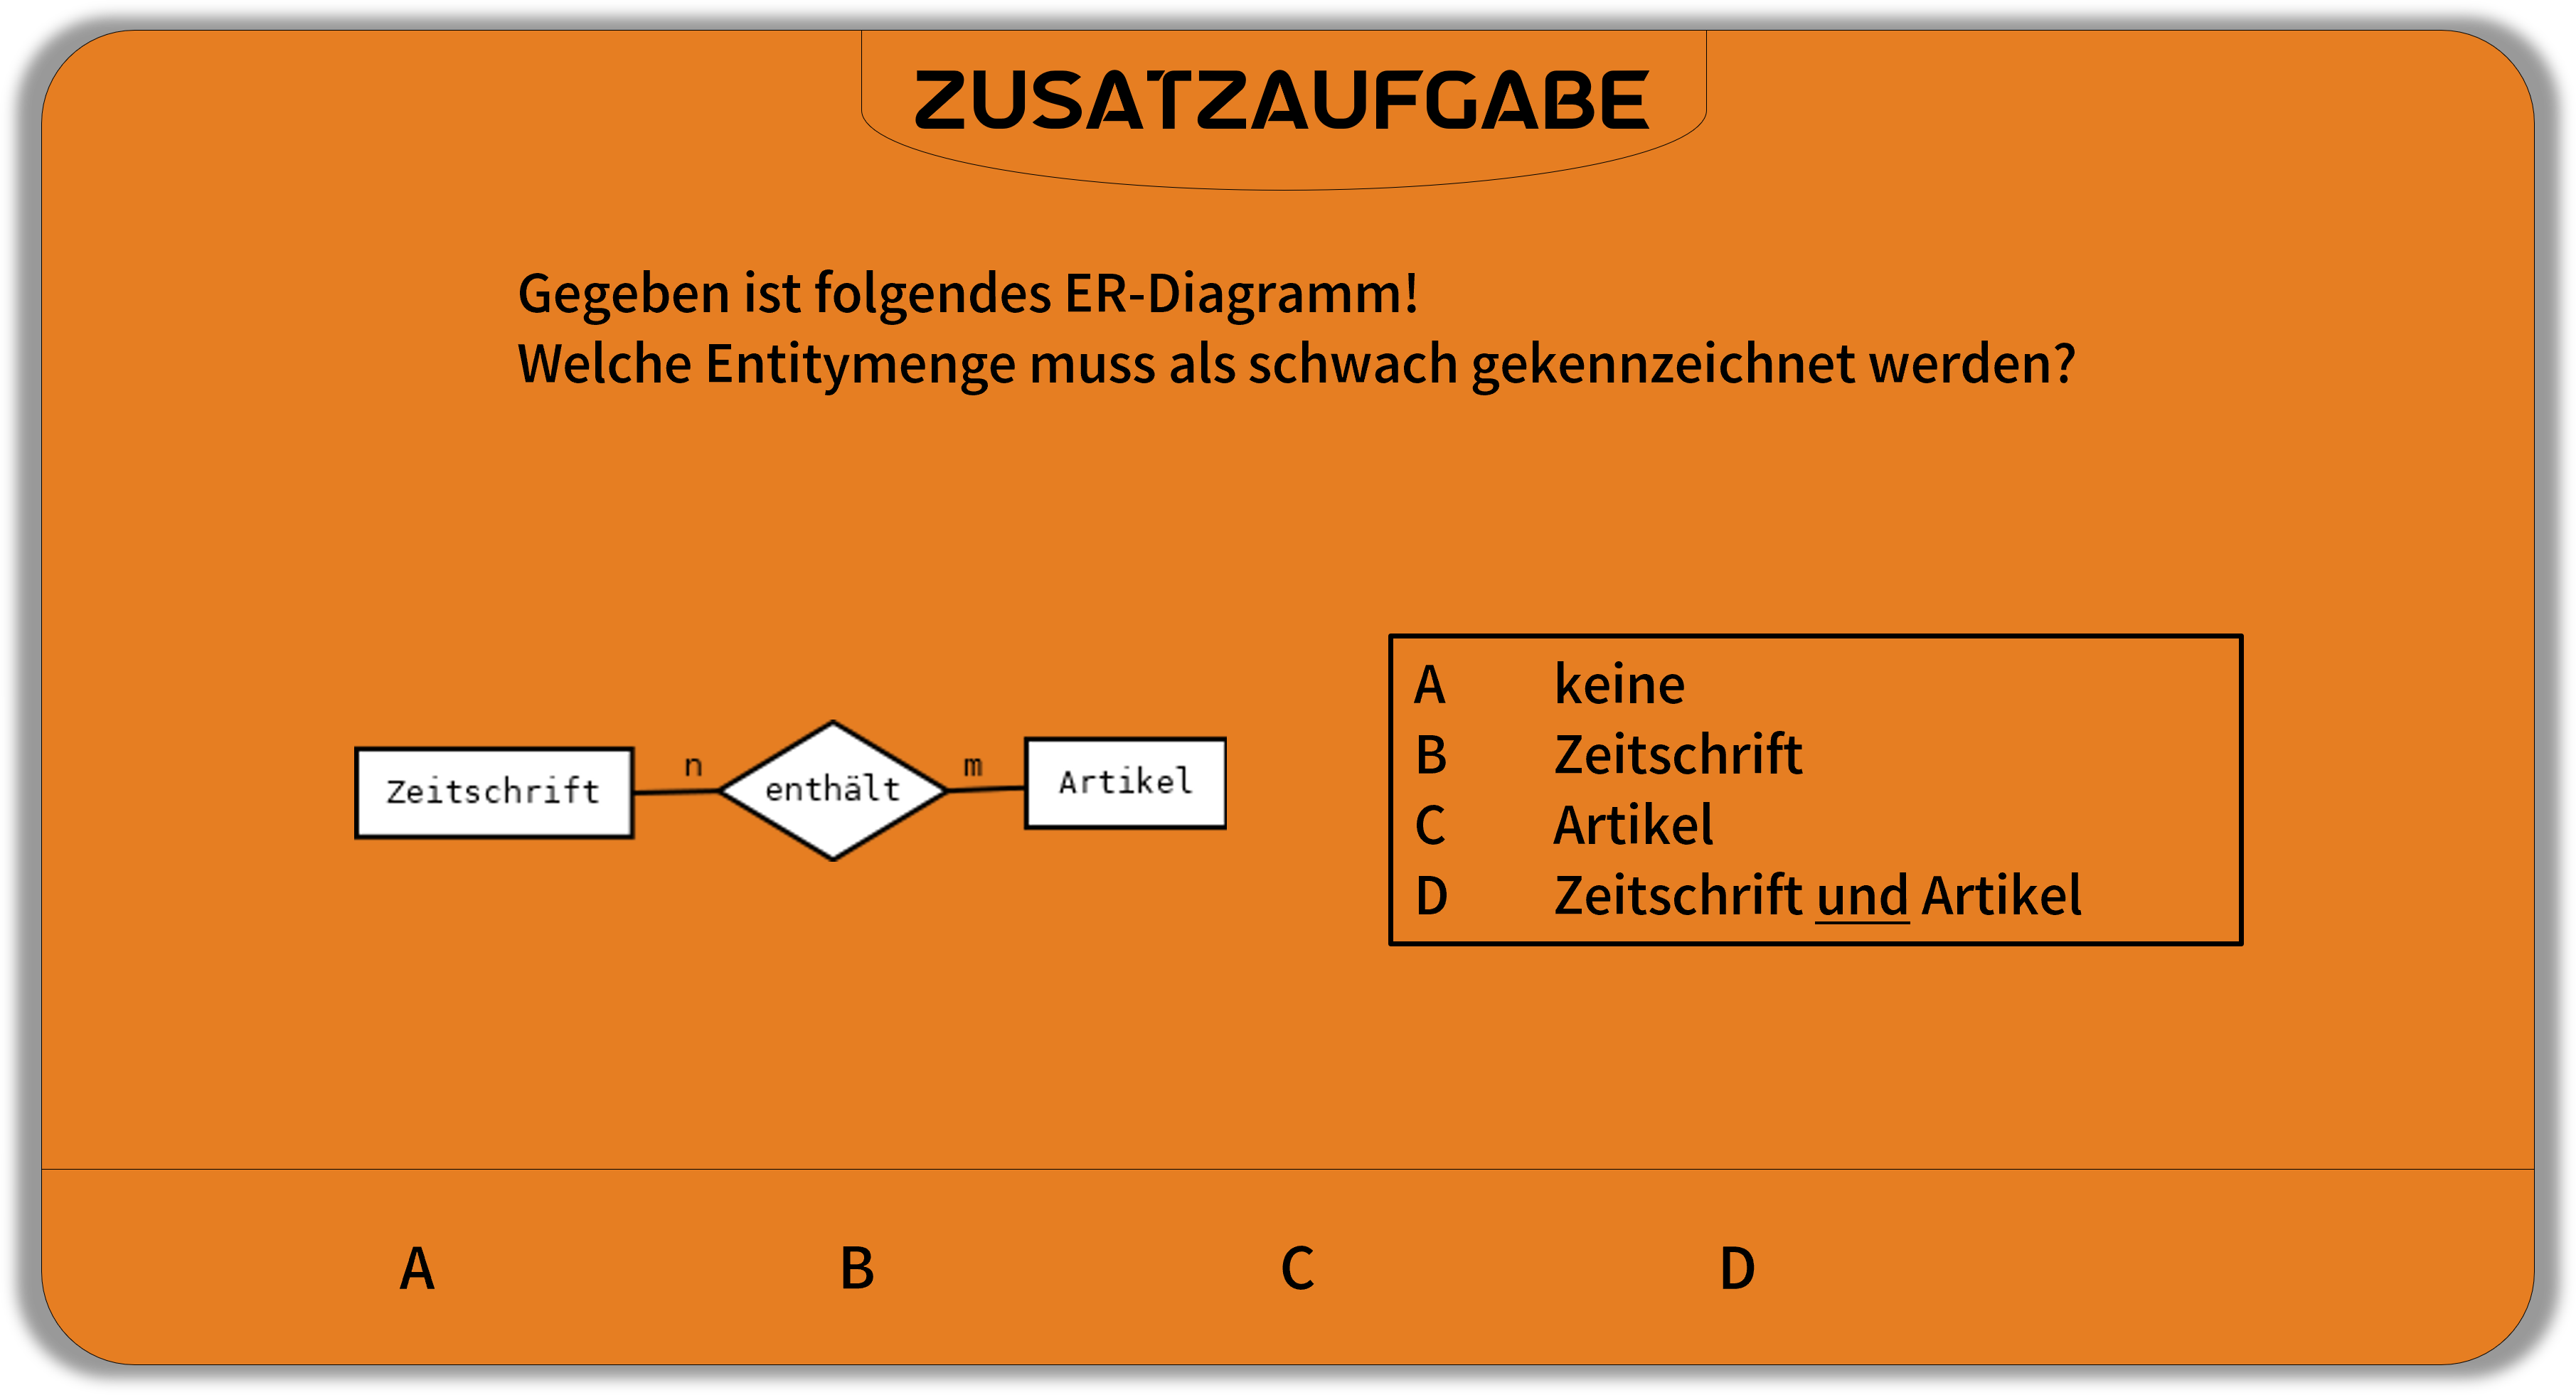 ZUSATZAUFGABE
Gegeben ist folgendes ER-Diagramm!
Welche Entitymenge muss als schwach gekennzeichnet werden?
Zeitschrift n enthält m Artikel
A keine
B Zeitschrift
C Artikel
D Zeitschrift und Artikel
A B C D